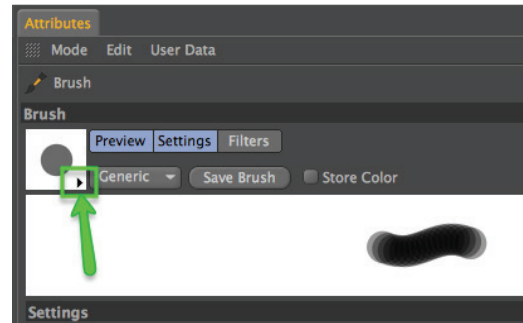 Attributes
Mode Edit User Data
Brush
Brush
Preview Settings Filters
Generic Save Brush Store Color
Settings